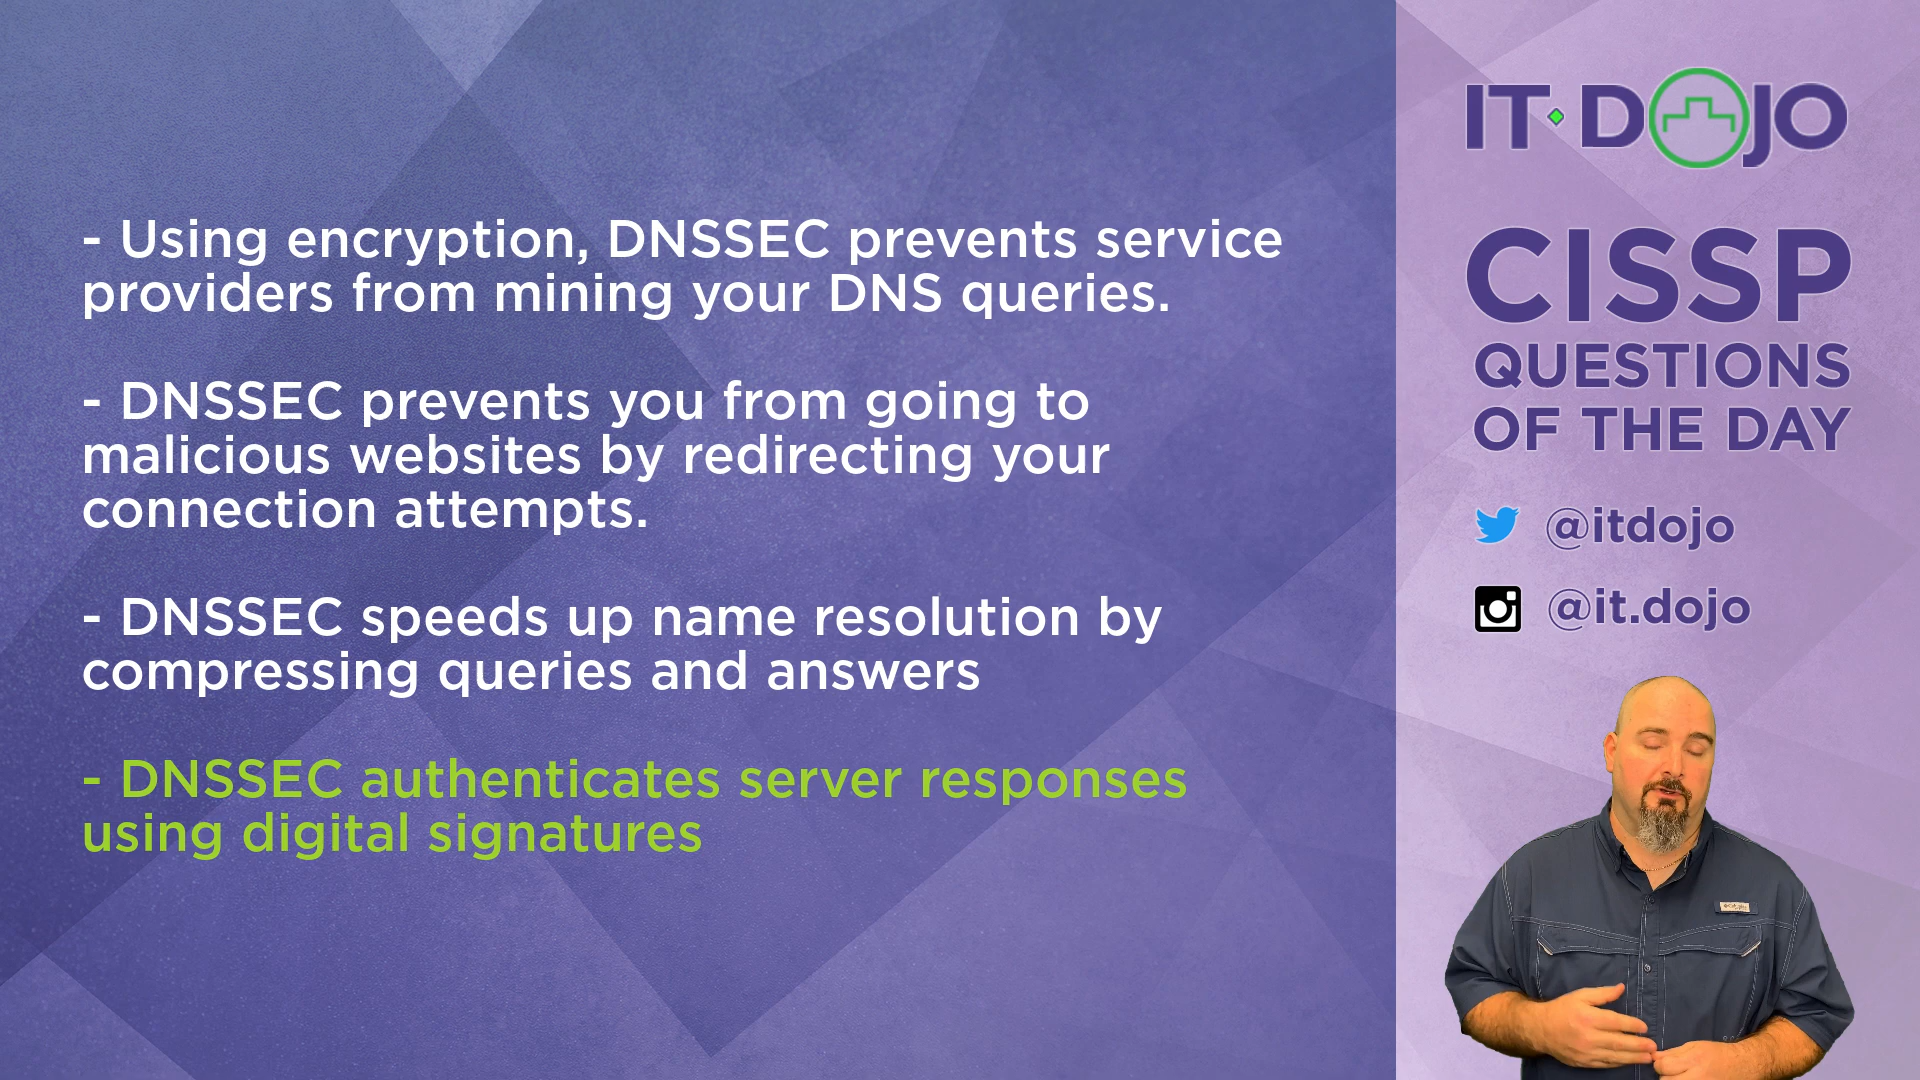 - Using encryption, DNSSEC prevents service
providers from mining your DNS queries.
- DNSSEC prevents you from going to
malicious websites by redirecting your
connection attempts.
- DNSSEC speeds up name resolution by
compressing queries and answers
- DNSSEC authenticates server responses
using digital signatures
IT DOJO
CISSP
QUESTIONS
OF THE DAY
@itdojo
@it.dojo